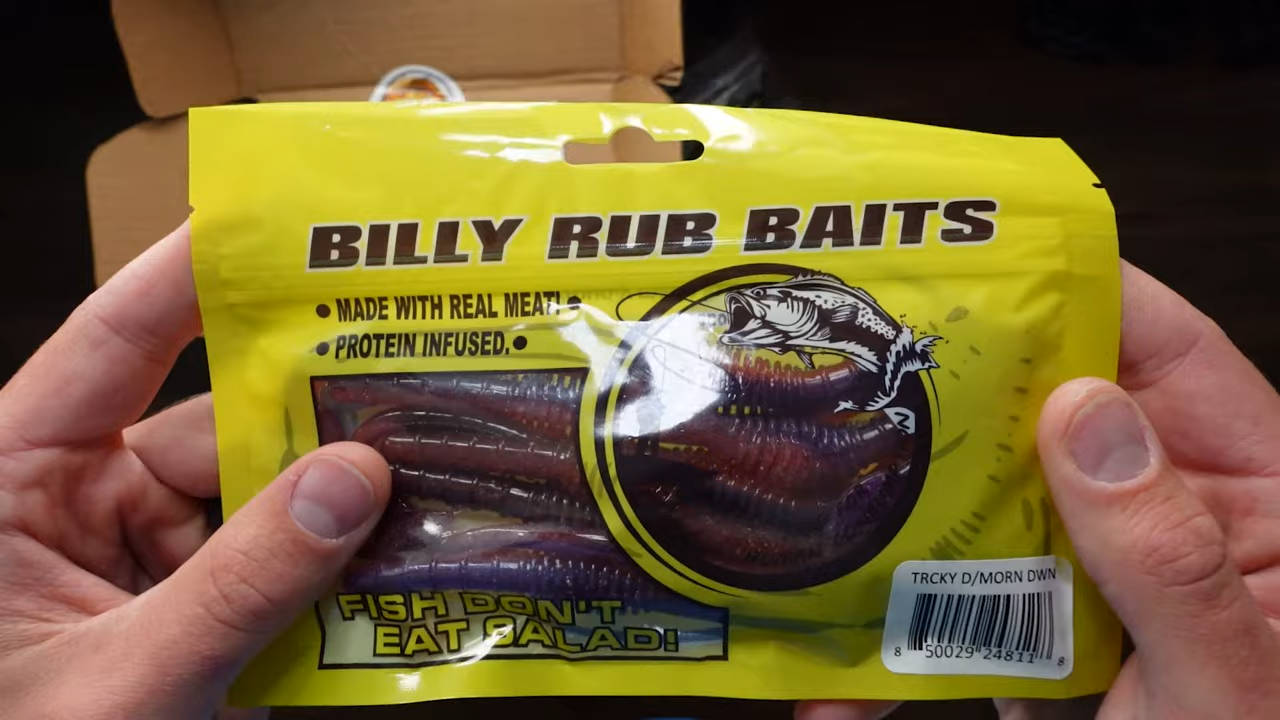 BILLY RUB BAITS
• MADE WITH REAL MEAT! •
• PROTEIN INFUSED. •
FISH DON'T
EAT SALAD!
TRCKY D/MORN DWN
8 50029 24811 8